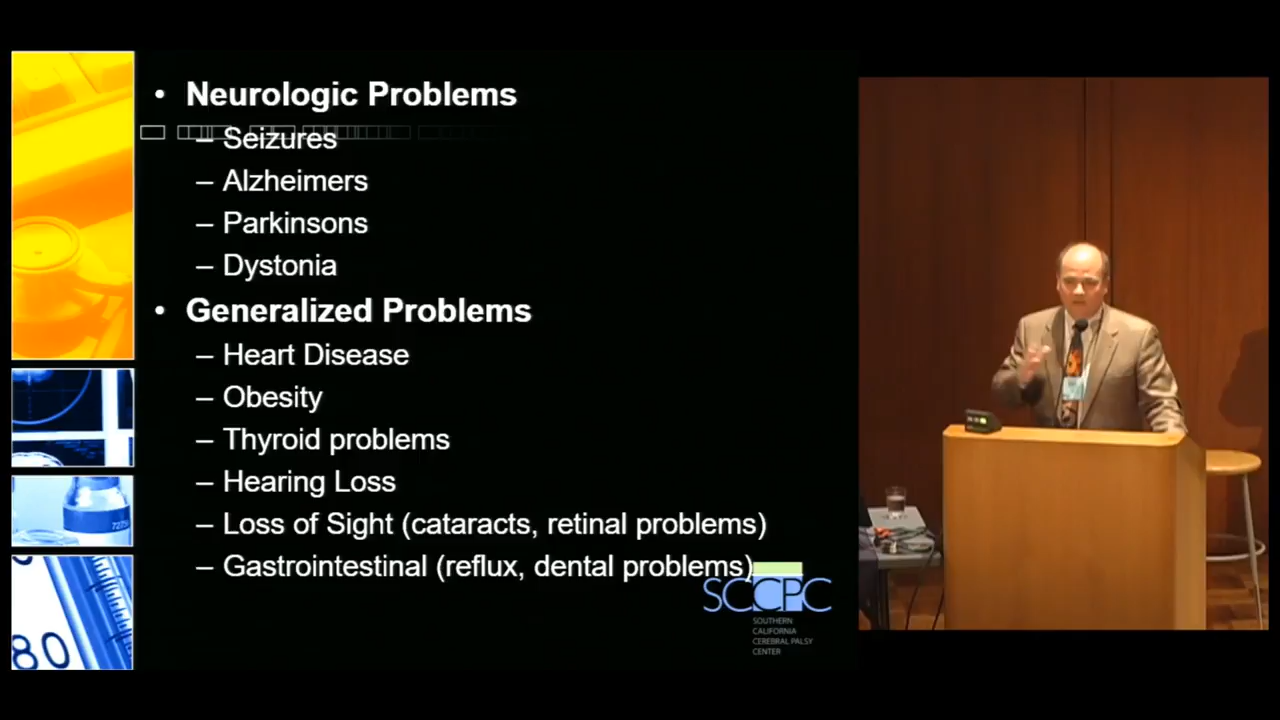 • Neurologic Problems
– Seizures
– Alzheimers
– Parkinsons
– Dystonia
• Generalized Problems
– Heart Disease
– Obesity
– Thyroid problems
– Hearing Loss
– Loss of Sight (cataracts, retinal problems)
– Gastrointestinal (reflux, dental problems)
SCCPC
SOUTHERN
CALIFORNIA
CEREBRAL PALSY
CENTER
80